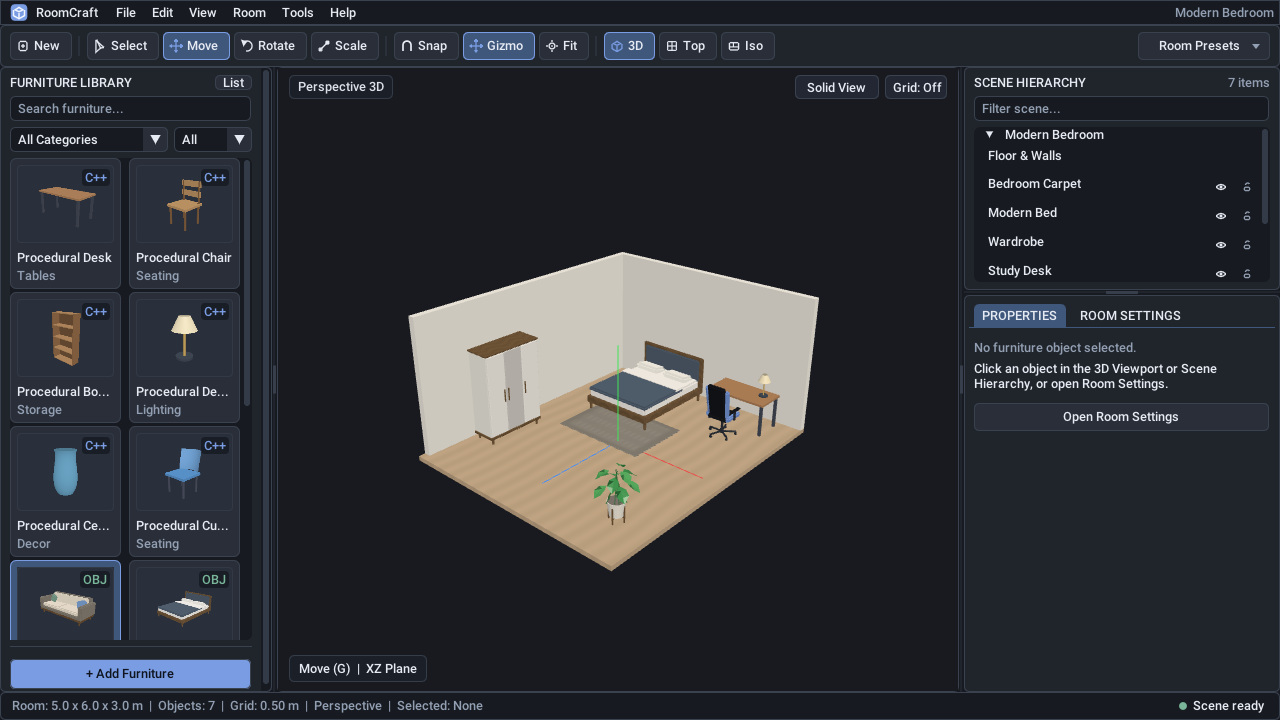 RoomCraft File Edit View Room Tools Help Modern Bedroom
New Select Move Rotate Scale Snap Gizmo Fit 3D Top Iso Room Presets
FURNITURE LIBRARY List
Search furniture...
All Categories All
C++ C++
Procedural Desk Procedural Chair
Tables Seating
C++ C++
Procedural Bo... Procedural De...
Storage Lighting
C++ C++
Procedural Ce... Procedural Cu...
Decor Seating
OBJ OBJ
+ Add Furniture
Perspective 3D Solid View Grid: Off
Move (G) | XZ Plane
SCENE HIERARCHY 7 items
Filter scene...
Modern Bedroom
Floor & Walls
Bedroom Carpet
Modern Bed
Wardrobe
Study Desk
PROPERTIES ROOM SETTINGS
No furniture object selected.
Click an object in the 3D Viewport or Scene
Hierarchy, or open Room Settings.
Open Room Settings
Room: 5.0 x 6.0 x 3.0 m | Objects: 7 | Grid: 0.50 m | Perspective | Selected: None Scene ready